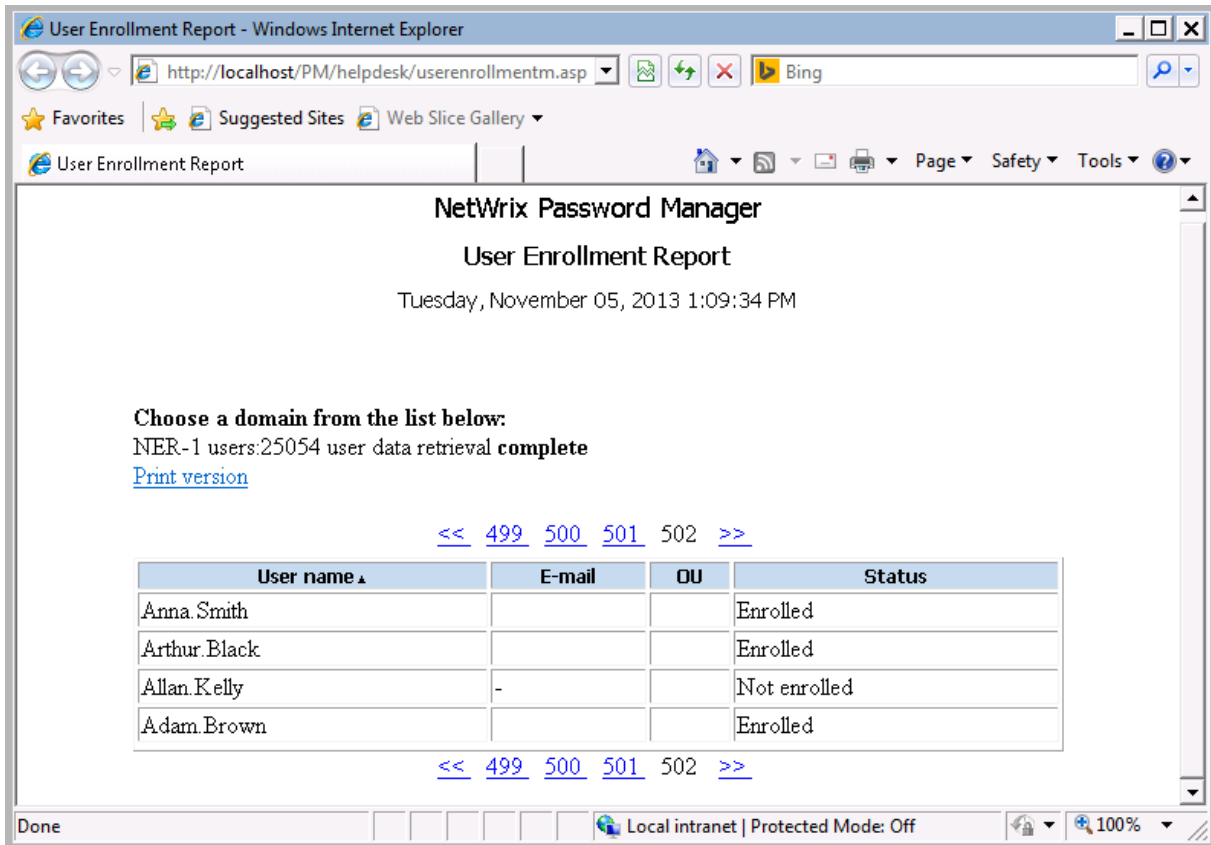 User Enrollment Report - Windows Internet Explorer
http://localhost/PM/helpdesk/userenrollmentm.asp Bing
Favorites Suggested Sites Web Slice Gallery
User Enrollment Report Page Safety Tools
NetWrix Password Manager
User Enrollment Report
Tuesday, November 05, 2013 1:09:34 PM
Choose a domain from the list below:
NER-1 users:25054 user data retrieval complete
Print version
<< 499 500 501 502 >>
User name E-mail OU Status
Anna.Smith Enrolled
Arthur.Black Enrolled
Allan.Kelly - Not enrolled
Adam.Brown Enrolled
<< 499 500 501 502 >>
Done Local intranet | Protected Mode: Off 100%